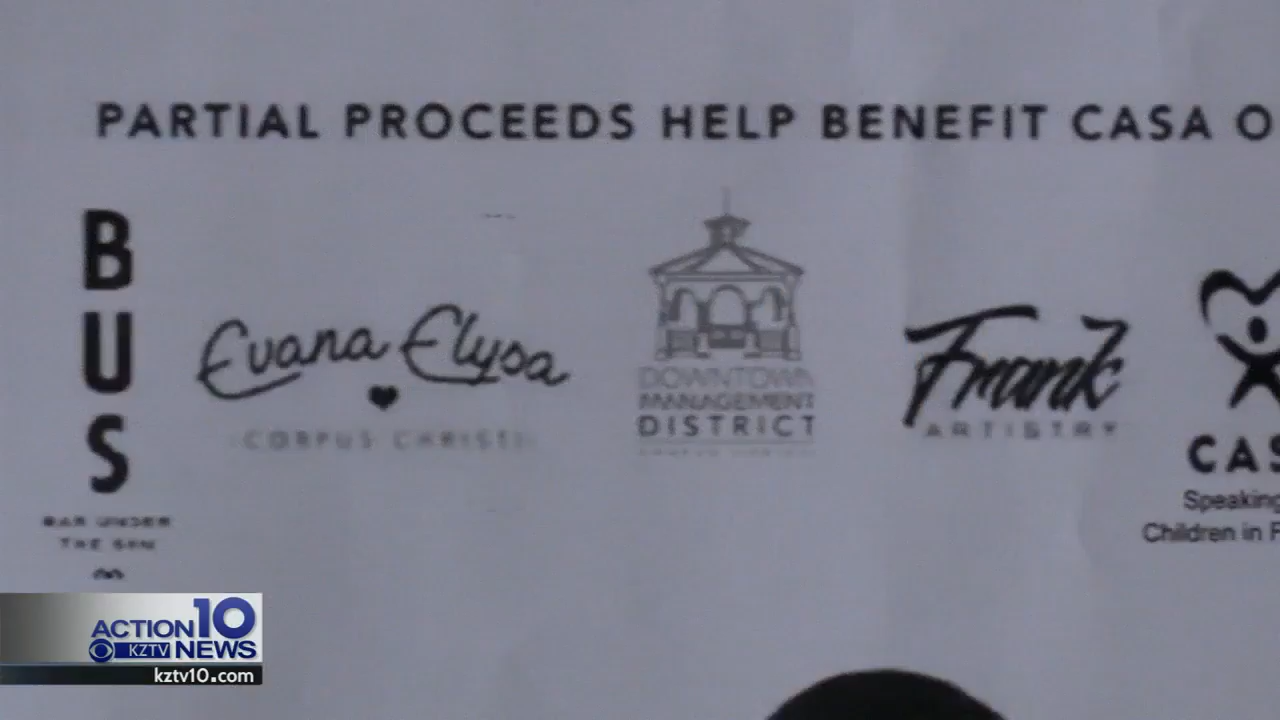 PARTIAL PROCEEDS HELP BENEFIT CASA O
BUS
BAR UNDER
THE SUN
Evana Elysa
CORPUS CHRISTI
DOWNTOWN
MANAGEMENT
DISTRICT
Frank
ARTISTRY
CAS
Speaking
Children in F
ACTION 10
KZTV NEWS
kztv10.com